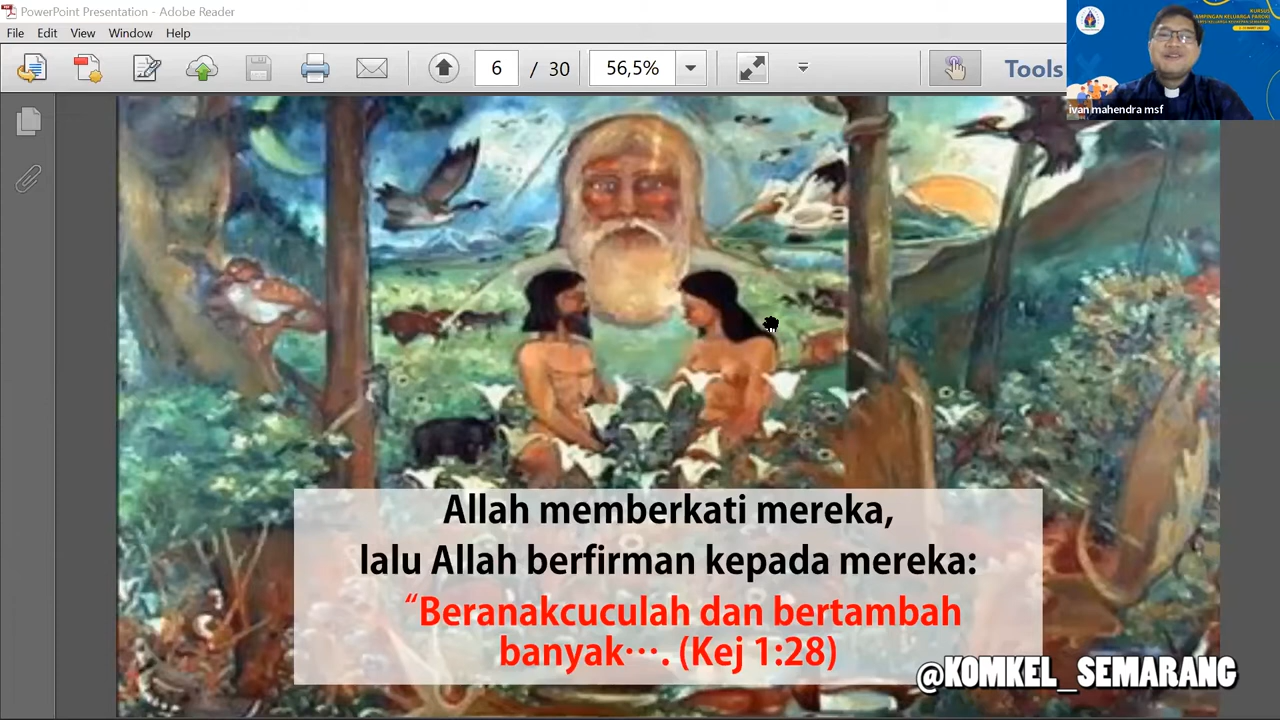 PowerPoint Presentation - Adobe Reader
File Edit View Window Help
6 / 30
56,5%
Tools
KURSUS
ivan mahendra msf
Allah memberkati mereka,
lalu Allah berfirman kepada mereka:
“Beranakcuculah dan bertambah
banyak…. (Kej 1:28)
@KOMKEL_SEMARANG